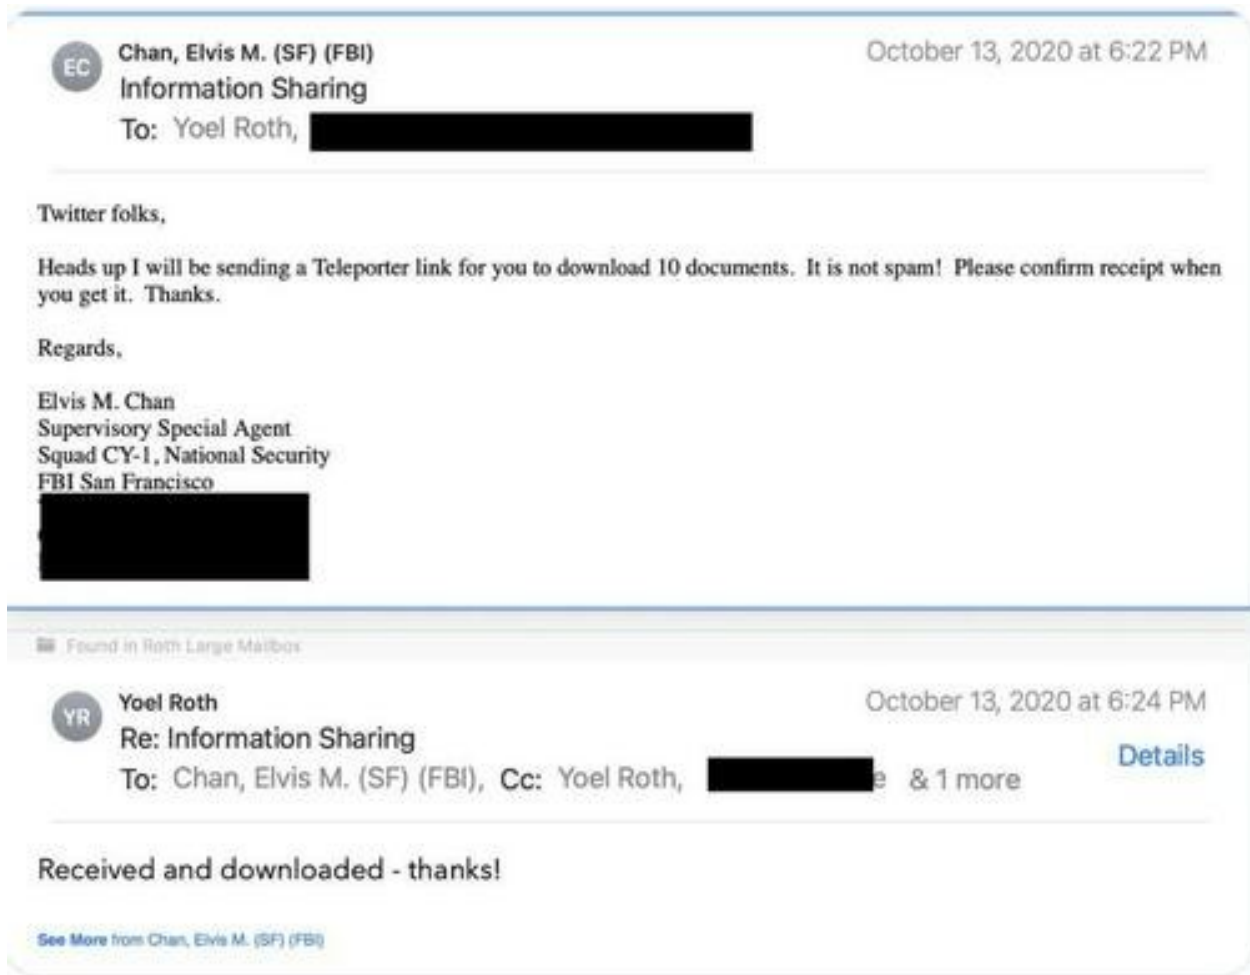 EC
Chan, Elvis M. (SF) (FBI)
October 13, 2020 at 6:22 PM
Information Sharing
To: Yoel Roth,
Twitter folks,
Heads up I will be sending a Teleporter link for you to download 10 documents. It is not spam! Please confirm receipt when
you get it. Thanks.
Regards,
Elvis M. Chan
Supervisory Special Agent
Squad CY-1, National Security
FBI San Francisco
Found in Roth Large Mailbox
YR
Yoel Roth
October 13, 2020 at 6:24 PM
Re: Information Sharing
Details
To: Chan, Elvis M. (SF) (FBI), Cc: Yoel Roth, e & 1 more
Received and downloaded - thanks!
See More from Chan, Elvis M. (SF) (FBI)